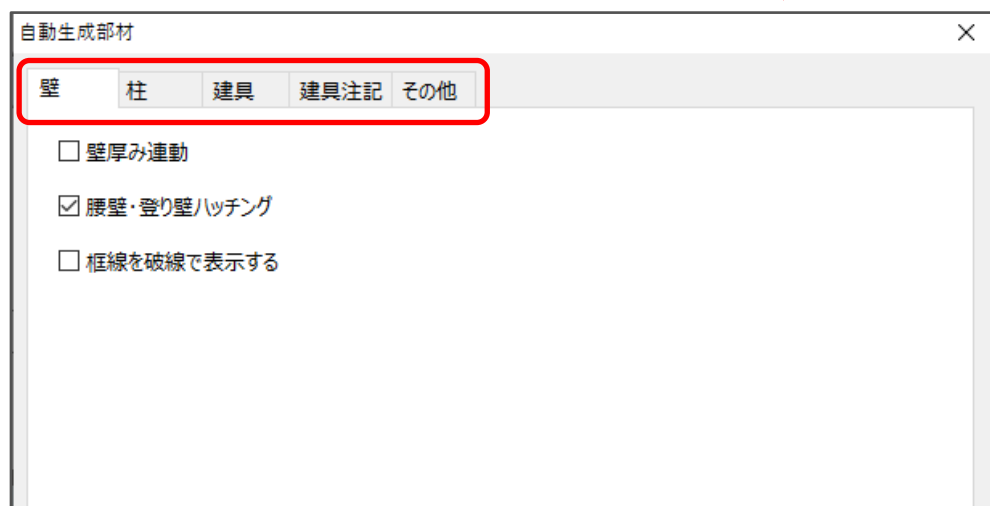 自動生成部材
壁 柱 建具 建具注記 その他
壁厚み連動
腰壁・登り壁ハッチング
框線を破線で表示する